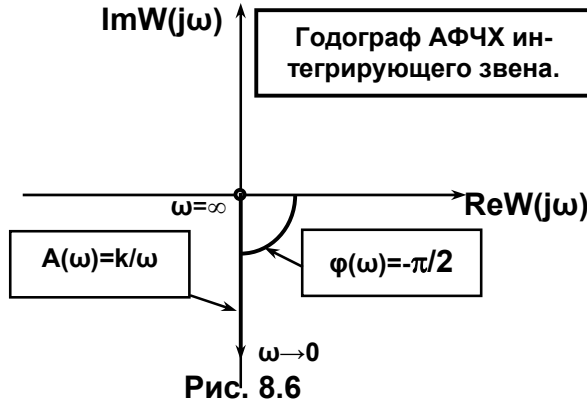 ImW(jω)
Годограф АФЧХ ин-
тегрирующего звена.
ω=∞
ReW(jω)
A(ω)=k/ω
φ(ω)=-π/2
ω→0
Рис. 8.6